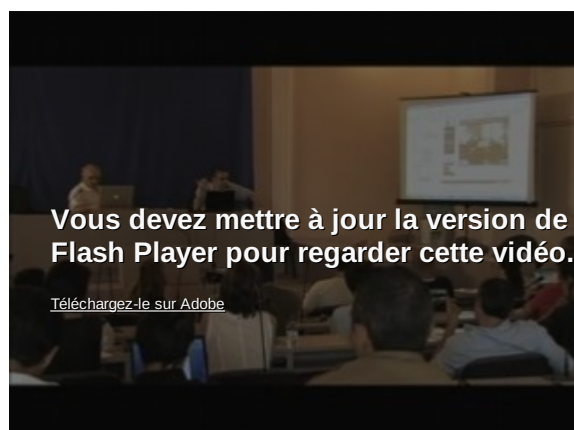 Vous devez mettre à jour la version de
Flash Player pour regarder cette vidéo.
Téléchargez-le sur Adobe